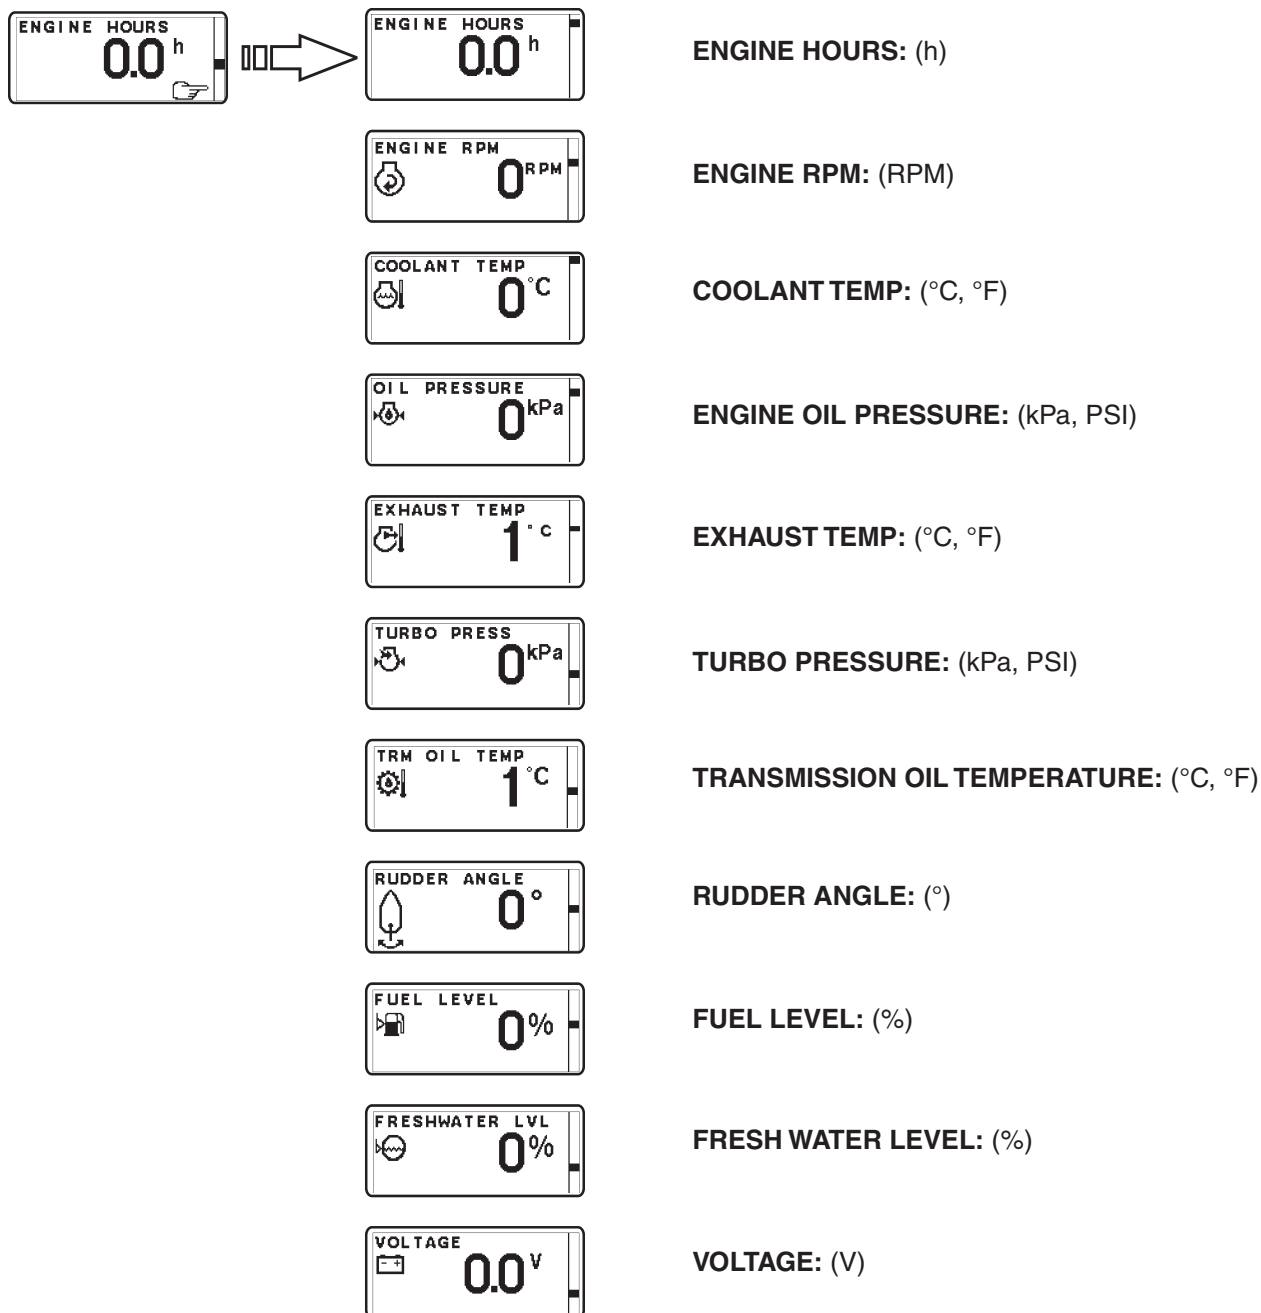 ENGINE HOURS
0.0 h
ENGINE HOURS
0.0 h
ENGINE HOURS: (h)
ENGINE RPM
0 RPM
ENGINE RPM: (RPM)
COOLANT TEMP
0 °C
COOLANT TEMP: (°C, °F)
OIL PRESSURE
0 kPa
ENGINE OIL PRESSURE: (kPa, PSI)
EXHAUST TEMP
1 °C
EXHAUST TEMP: (°C, °F)
TURBO PRESS
0 kPa
TURBO PRESSURE: (kPa, PSI)
TRM OIL TEMP
1 °C
TRANSMISSION OIL TEMPERATURE: (°C, °F)
RUDDER ANGLE
0 °
RUDDER ANGLE: (°)
FUEL LEVEL
0 %
FUEL LEVEL: (%)
FRESHWATER LVL
0 %
FRESH WATER LEVEL: (%)
VOLTAGE
0.0 V
VOLTAGE: (V)